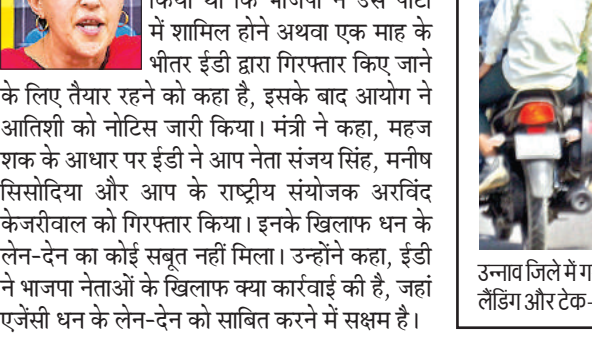 किया था कि भाजपा ने उसे पार्टी
में शामिल होने अथवा एक माह के
भीतर ईडी द्वारा गिरफ्तार किए जाने
के लिए तैयार रहने को कहा है, इसके बाद आयोग ने
आतिशी को नोटिस जारी किया। मंत्री ने कहा, महज
शक के आधार पर ईडी ने आप नेता संजय सिंह, मनीष
सिसोदिया और आप के राष्ट्रीय संयोजक अरविंद
केजरीवाल को गिरफ्तार किया। इनके खिलाफ धन के
लेन-देन का कोई सबूत नहीं मिला। उन्होंने कहा, ईडी
ने भाजपा नेताओं के खिलाफ क्या कार्रवाई की है, जहां
एजेंसी धन के लेन-देन को साबित करने में सक्षम है।
उन्नाव जिले में
लैंडिंग और टेक-